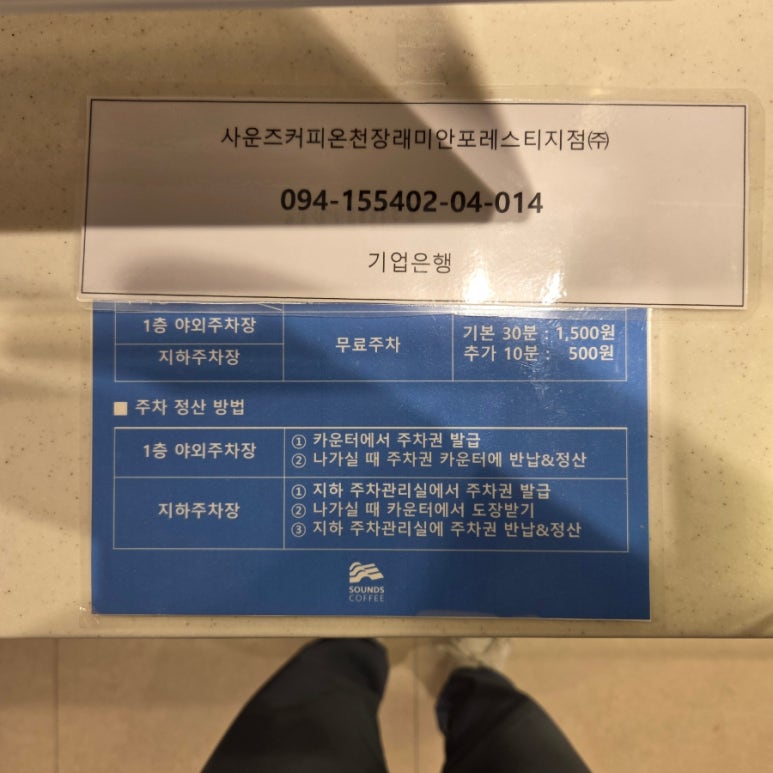 사운즈커피온천장래미안포레스티지점㈜
094-155402-04-014
기업은행
1층 야외주차장
지하주차장
무료주차
기본 30분 : 1,500원
추가 10분 : 500원
■ 주차 정산 방법
1층 야외주차장
① 카운터에서 주차권 발급
② 나가실 때 주차권 카운터에 반납&정산
지하주차장
① 지하 주차관리실에서 주차권 발급
② 나가실 때 카운터에서 도장받기
③ 지하 주차관리실에 주차권 반납&정산
SOUNDS
COFFEE